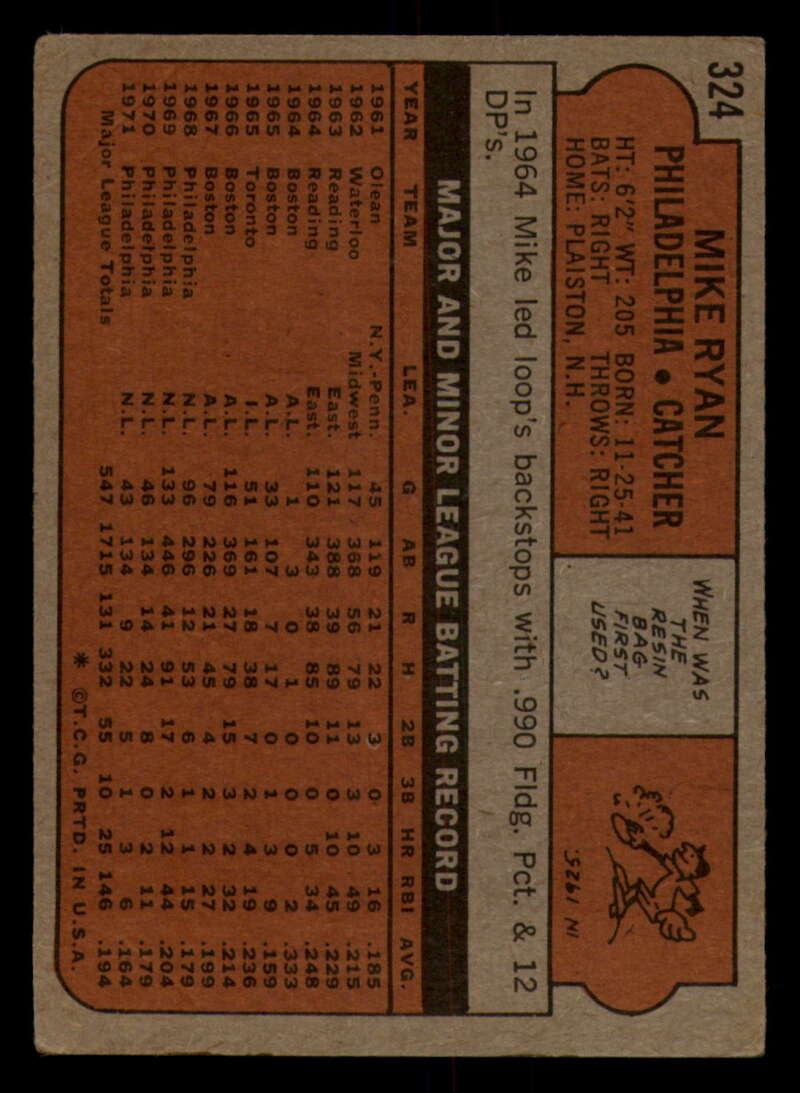 324
MIKE RYAN
PHILADELPHIA • CATCHER
HT: 6'2" WT: 205 BORN: 11-25-41
BATS: RIGHT THROWS: RIGHT
HOME: PLAISTON, N.H.
WHEN WAS
THE
RESIN
BAG
FIRST
USED?
IN 1925.
In 1964 Mike led loop's backstops with .990 Fldg. Pct. & 12
DP's.
MAJOR AND MINOR LEAGUE BATTING RECORD
YEAR TEAM LEA. G AB R H 2B 3B HR RBI AVG.
1961 Olean N.Y.-Penn. 45 119 21 22 3 0 3 16 .185
1962 Waterloo Midwest 117 368 56 79 13 3 10 49 .215
1963 Reading East. 121 388 39 89 11 0 10 45 .229
1964 Reading East. 110 343 38 85 10 0 5 34 .248
1964 Boston A.L. 1 3 0 1 0 0 0 2 .333
1965 Boston A.L. 33 107 7 17 0 1 3 9 .159
1965 Toronto I.L. 51 161 18 38 7 2 4 19 .236
1966 Boston A.L. 116 369 27 79 15 3 2 32 .214
1967 Boston A.L. 79 226 21 45 4 2 2 27 .199
1968 Philadelphia N.L. 96 296 12 53 6 1 1 15 .179
1969 Philadelphia N.L. 133 446 41 91 17 2 12 44 .204
1970 Philadelphia N.L. 46 134 14 24 8 0 2 11 .179
1971 Philadelphia N.L. 43 134 9 22 5 1 3 6 .164
Major League Totals 547 1715 131 332 55 10 25 146 .194
* ©T.C.G. PRTD. IN U.S.A.